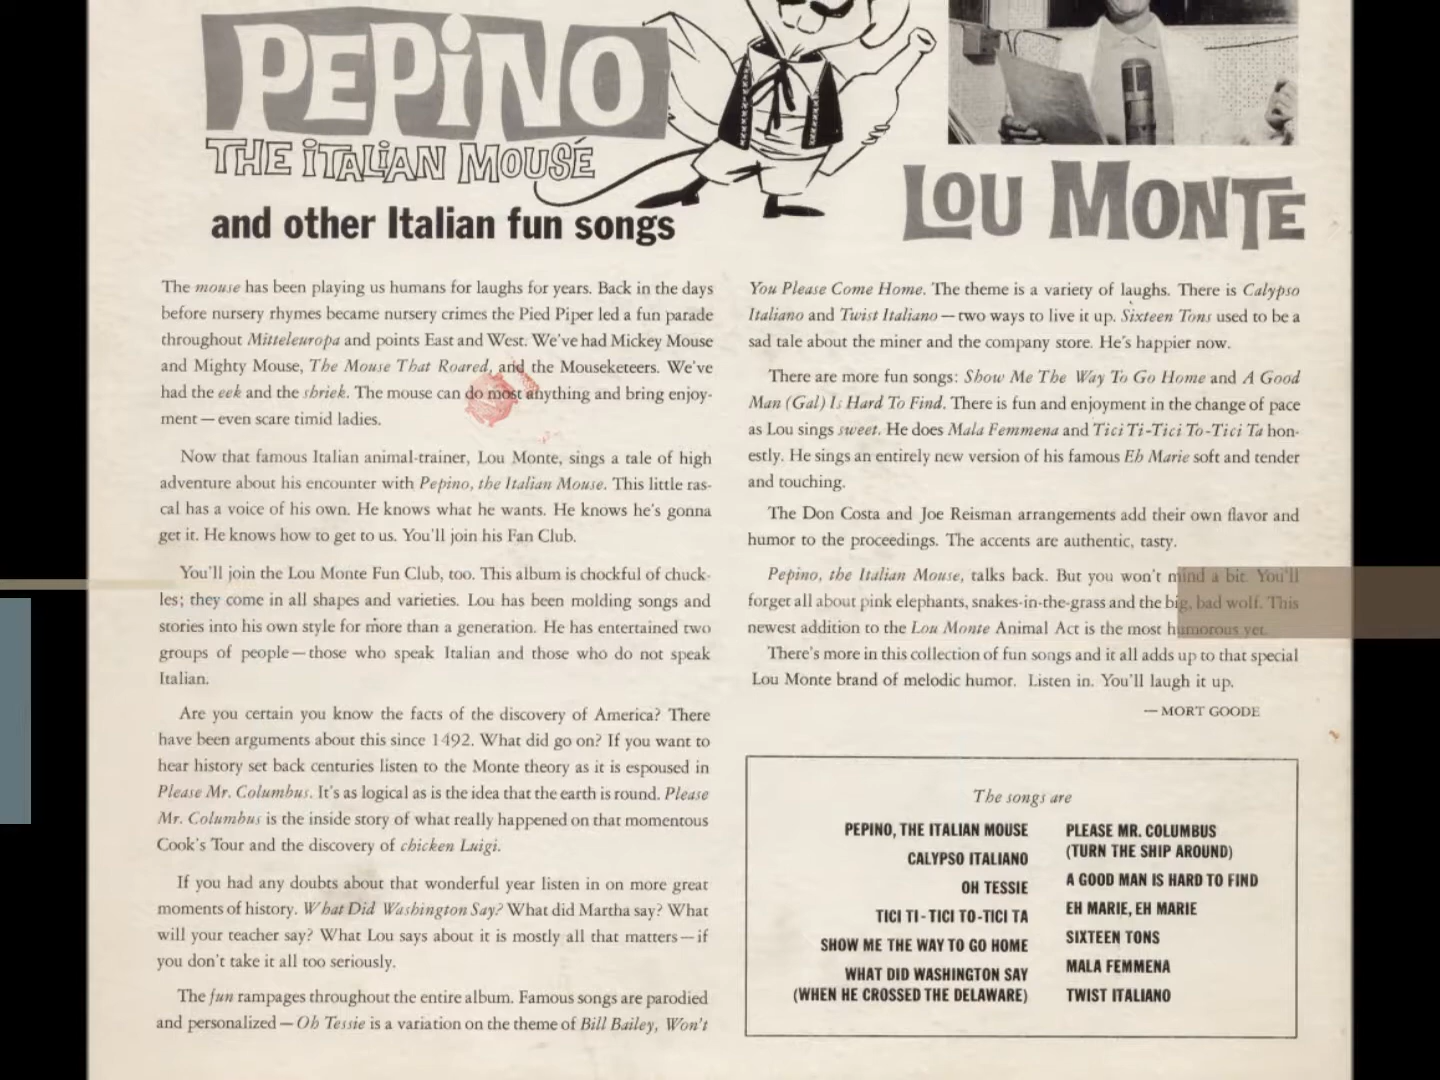 PEPINO
THE ITALIAN MOUSE
and other Italian fun songs
LOU MONTE
The mouse has been playing us humans for laughs for years. Back in the days
before nursery rhymes became nursery crimes the Pied Piper led a fun parade
throughout Mitteleuropa and points East and West. We've had Mickey Mouse
and Mighty Mouse, The Mouse That Roared, and the Mouseketeers. We've
had the eek and the shriek. The mouse can do most anything and bring enjoy-
ment—even scare timid ladies.
Now that famous Italian animal-trainer, Lou Monte, sings a tale of high
adventure about his encounter with Pepino, the Italian Mouse. This little ras-
cal has a voice of his own. He knows what he wants. He knows he's gonna
get it. He knows how to get to us. You'll join his Fan Club.
You'll join the Lou Monte Fun Club, too. This album is chockful of chuck-
les; they come in all shapes and varieties. Lou has been molding songs and
stories into his own style for more than a generation. He has entertained two
groups of people—those who speak Italian and those who do not speak
Italian.
Are you certain you know the facts of the discovery of America? There
have been arguments about this since 1492. What did go on? If you want to
hear history set back centuries listen to the Monte theory as it is espoused in
Please Mr. Columbus. It's as logical as is the idea that the earth is round. Please
Mr. Columbus is the inside story of what really happened on that momentous
Cook's Tour and the discovery of chicken Luigi.
If you had any doubts about that wonderful year listen in on more great
moments of history. What Did Washington Say? What did Martha say? What
will your teacher say? What Lou says about it is mostly all that matters—if
you don't take it all too seriously.
The fun rampages throughout the entire album. Famous songs are parodied
and personalized—Oh Tessie is a variation on the theme of Bill Bailey, Won't
You Please Come Home. The theme is a variety of laughs. There is Calypso
Italiano and Twist Italiano—two ways to live it up. Sixteen Tons used to be a
sad tale about the miner and the company store. He's happier now.
There are more fun songs: Show Me The Way To Go Home and A Good
Man (Gal) Is Hard To Find. There is fun and enjoyment in the change of pace
as Lou sings sweet. He does Mala Femmena and Tici Ti-Tici To-Tici Ta hon-
estly. He sings an entirely new version of his famous Eh Marie soft and tender
and touching.
The Don Costa and Joe Reisman arrangements add their own flavor and
humor to the proceedings. The accents are authentic, tasty.
Pepino, the Italian Mouse, talks back. But you won't mind a bit. You'll
forget all about pink elephants, snakes-in-the-grass and the big, bad wolf. This
newest addition to the Lou Monte Animal Act is the most humorous yet.
There's more in this collection of fun songs and it all adds up to that special
Lou Monte brand of melodic humor. Listen in. You'll laugh it up.
—MORT GOODE
The songs are
PEPINO, THE ITALIAN MOUSE
CALYPSO ITALIANO
OH TESSIE
TICI TI-TICI TO-TICI TA
SHOW ME THE WAY TO GO HOME
WHAT DID WASHINGTON SAY
(WHEN HE CROSSED THE DELAWARE)
PLEASE MR. COLUMBUS
(TURN THE SHIP AROUND)
A GOOD MAN IS HARD TO FIND
EH MARIE, EH MARIE
SIXTEEN TONS
MALA FEMMENA
TWIST ITALIANO